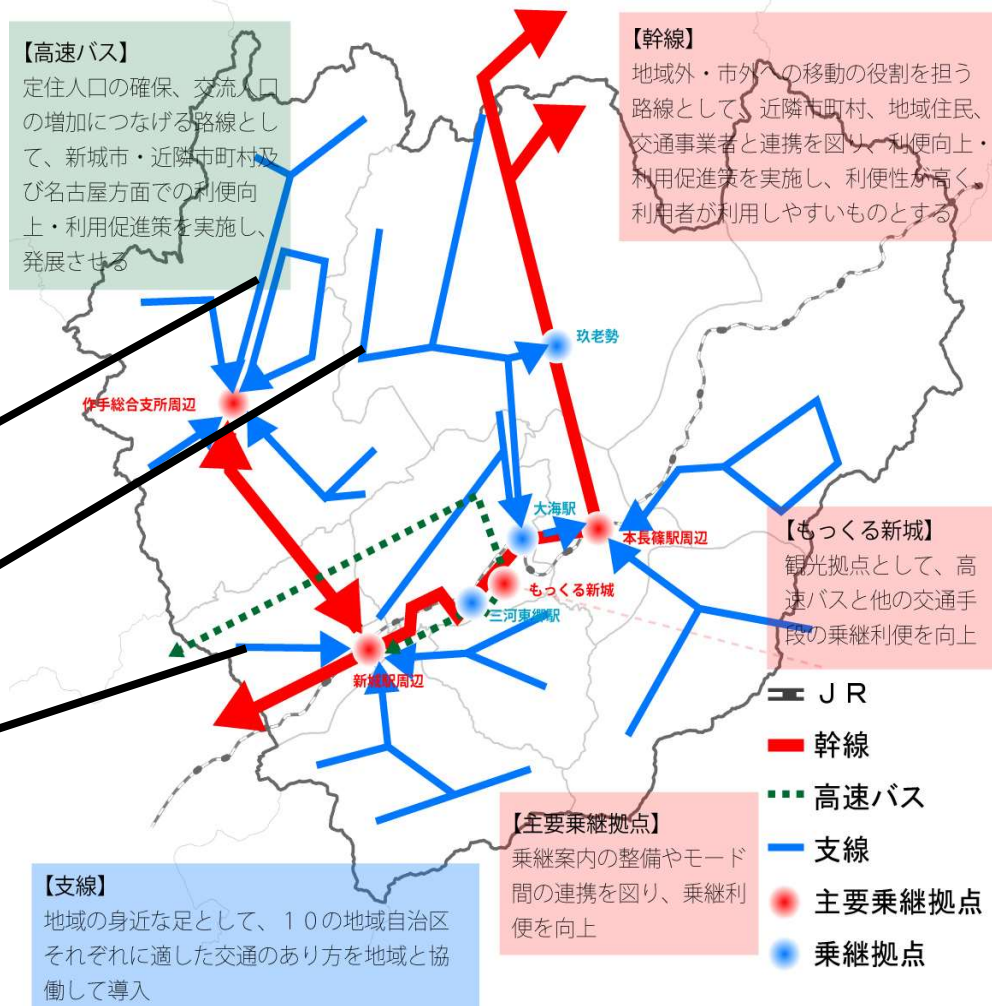 【高速バス】
定住人口の確保、交流人口
の増加につなげる路線とし
て、新城市・近隣市町村及
び名古屋方面での利便向
上・利用促進策を実施し、
発展させる
【幹線】
地域外・市外への移動の役割を担う
路線として、近隣市町村、地域住民、
交通事業者と連携を図り、利便向上・
利用促進策を実施し、利便性が高く、
利用者が利用しやすいものとする
玖老勢
作手総合支所周辺
大海駅
本長篠駅周辺
もっくる新城
三河東郷駅
新城駅周辺
【もっくる新城】
観光拠点として、高
速バスと他の交通手
段の乗継利便を向上
ＪＲ
幹線
高速バス
支線
主要乗継拠点
乗継拠点
【主要乗継拠点】
乗継案内の整備やモード
間の連携を図り、乗継利
便を向上
【支線】
地域の身近な足として、１０の地域自治区
それぞれに適した交通のあり方を地域と協
働して導入